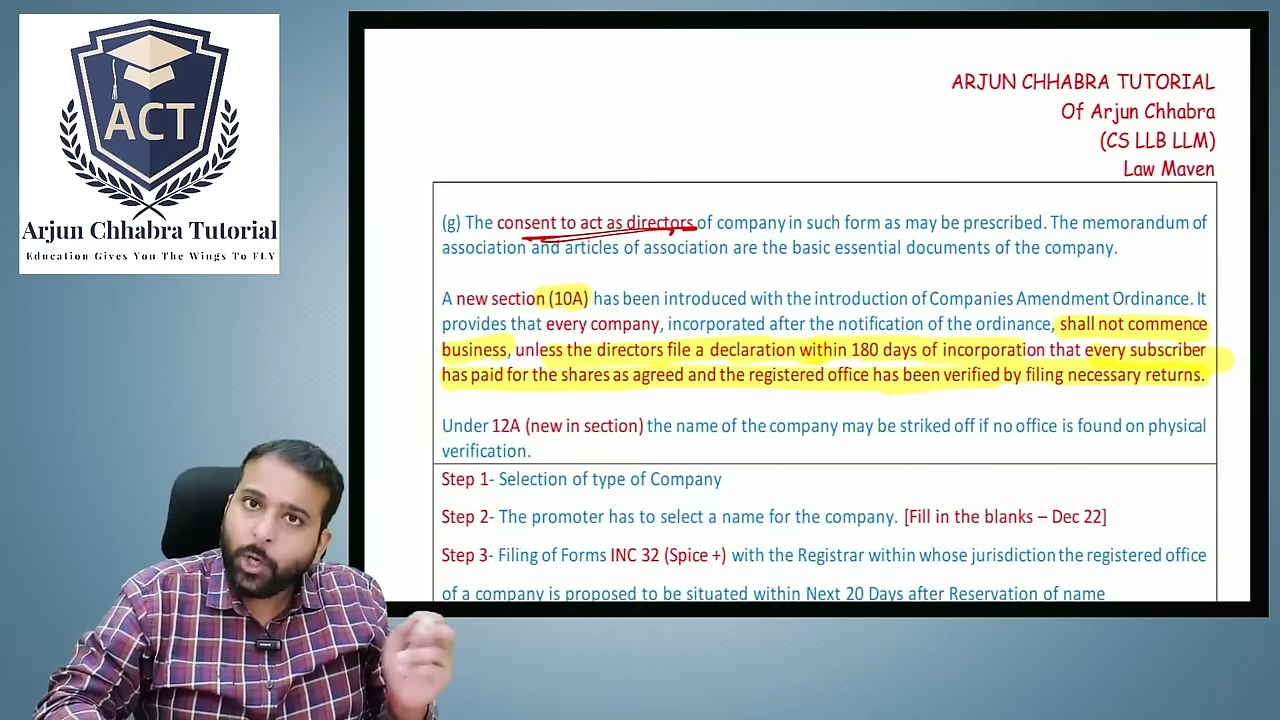 ACT
Arjun Chhabra Tutorial
Education Gives You The Wings To FLY
ARJUN CHHABRA TUTORIAL
Of Arjun Chhabra
(CS LLB LLM)
Law Maven
(g) The consent to act as directors of company in such form as may be prescribed. The memorandum of
association and articles of association are the basic essential documents of the company.
A new section (10A) has been introduced with the introduction of Companies Amendment Ordinance. It
provides that every company, incorporated after the notification of the ordinance, shall not commence
business, unless the directors file a declaration within 180 days of incorporation that every subscriber
has paid for the shares as agreed and the registered office has been verified by filing necessary returns.
Under 12A (new in section) the name of the company may be striked off if no office is found on physical
verification.
Step 1- Selection of type of Company
Step 2- The promoter has to select a name for the company. [Fill in the blanks – Dec 22]
Step 3- Filing of Forms INC 32 (Spice +) with the Registrar within whose jurisdiction the registered office
of a company is proposed to be situated within Next 20 Days after Reservation of name